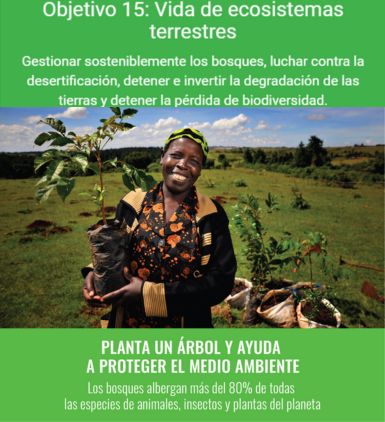 Objetivo 15: Vida de ecosistemas
terrestres
Gestionar sosteniblemente los bosques, luchar contra la
desertificación, detener e invertir la degradación de las
tierras y detener la pérdida de biodiversidad.
PLANTA UN ÁRBOL Y AYUDA
A PROTEGER EL MEDIO AMBIENTE
Los bosques albergan más del 80% de todas
las especies de animales, insectos y plantas del planeta